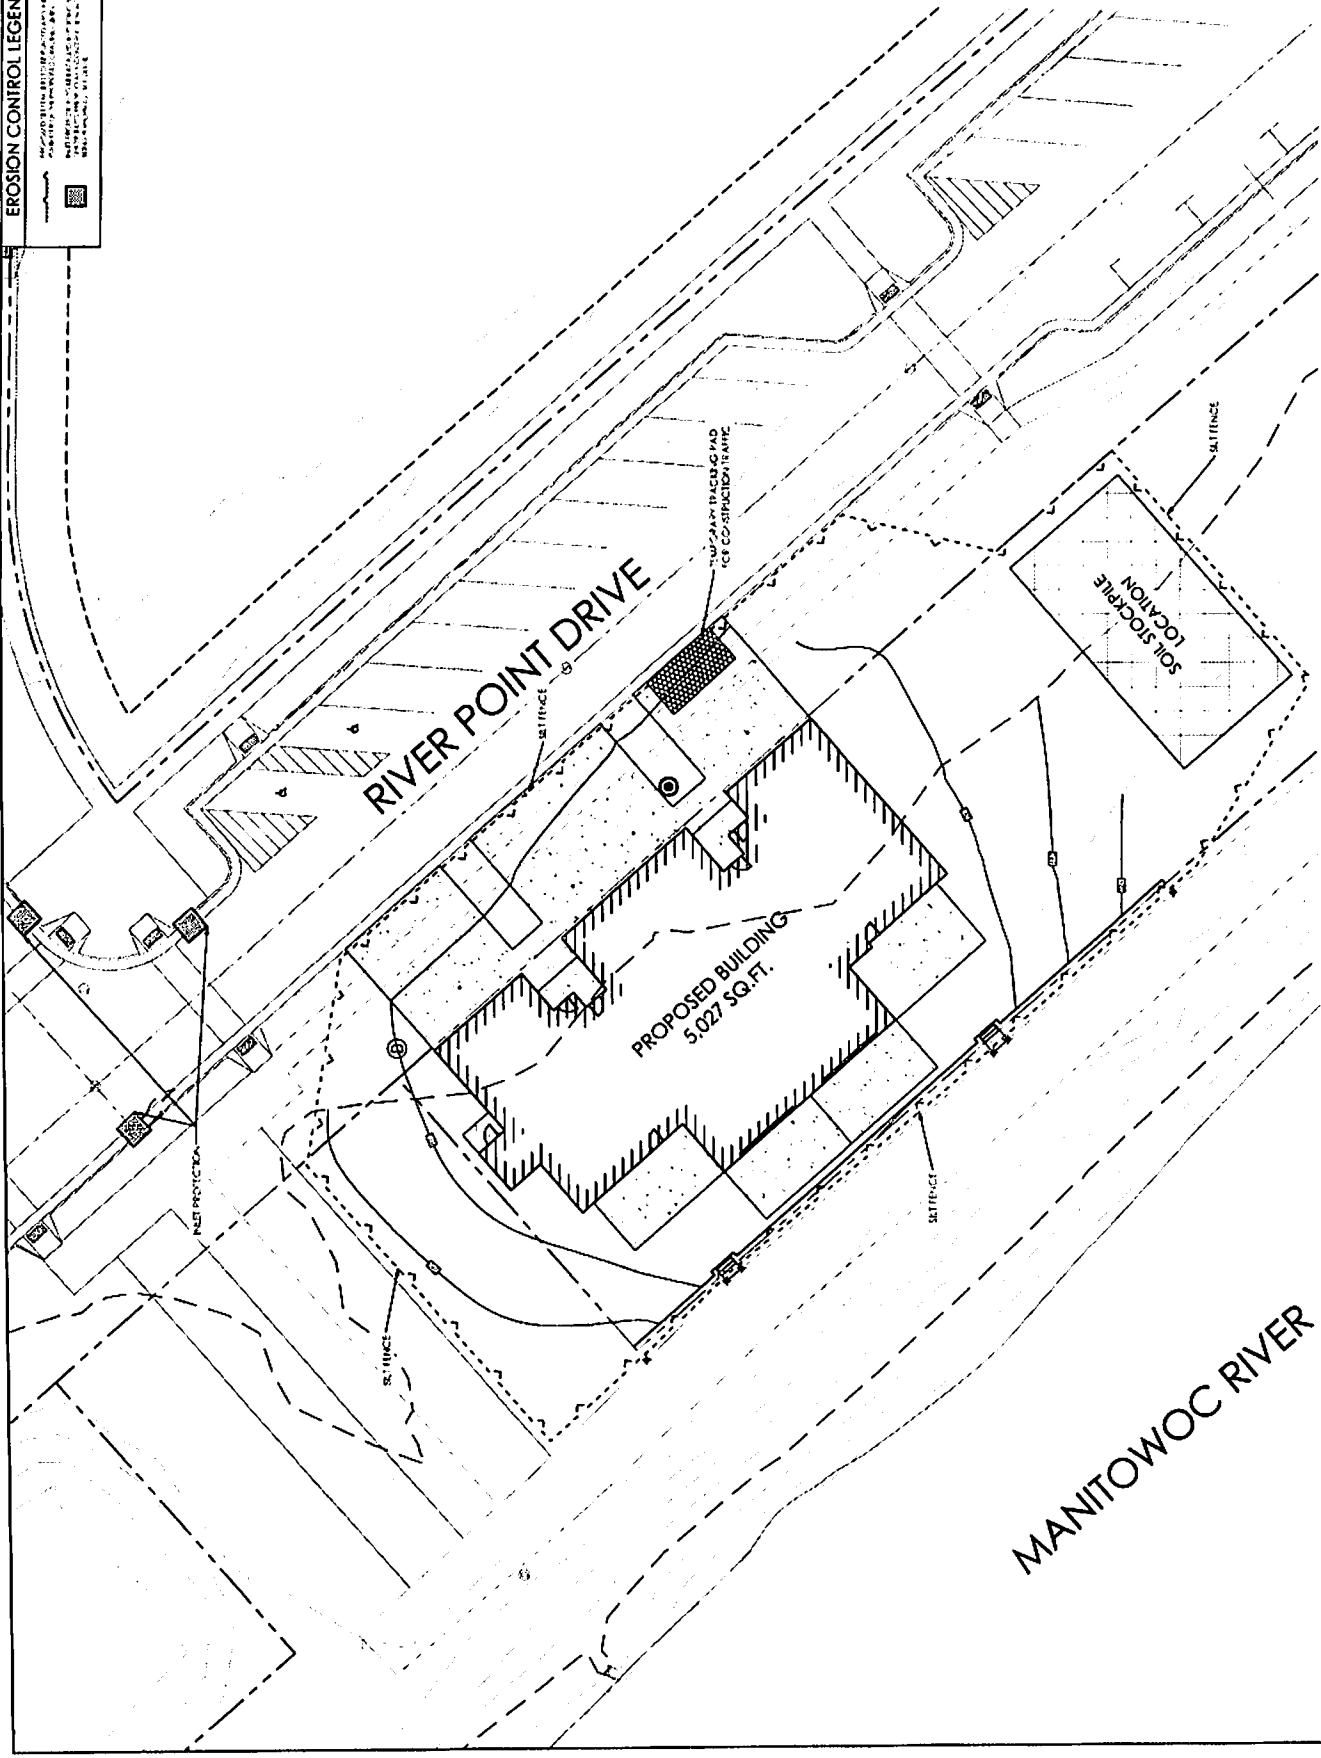 EROSION CONTROL LEGEN
RIVER POINT DRIVE
TEMPORARY TRACKING PAD
FOR CONSTRUCTION TRAFFIC
SILT FENCE
SILT FENCE
SOIL STOCKPILE
LOCATION
PROPOSED BUILDING
5,027 SQ.FT.
INLET PROTECTION
SILT FENCE
SILT FENCE
MANITOWOC RIVER